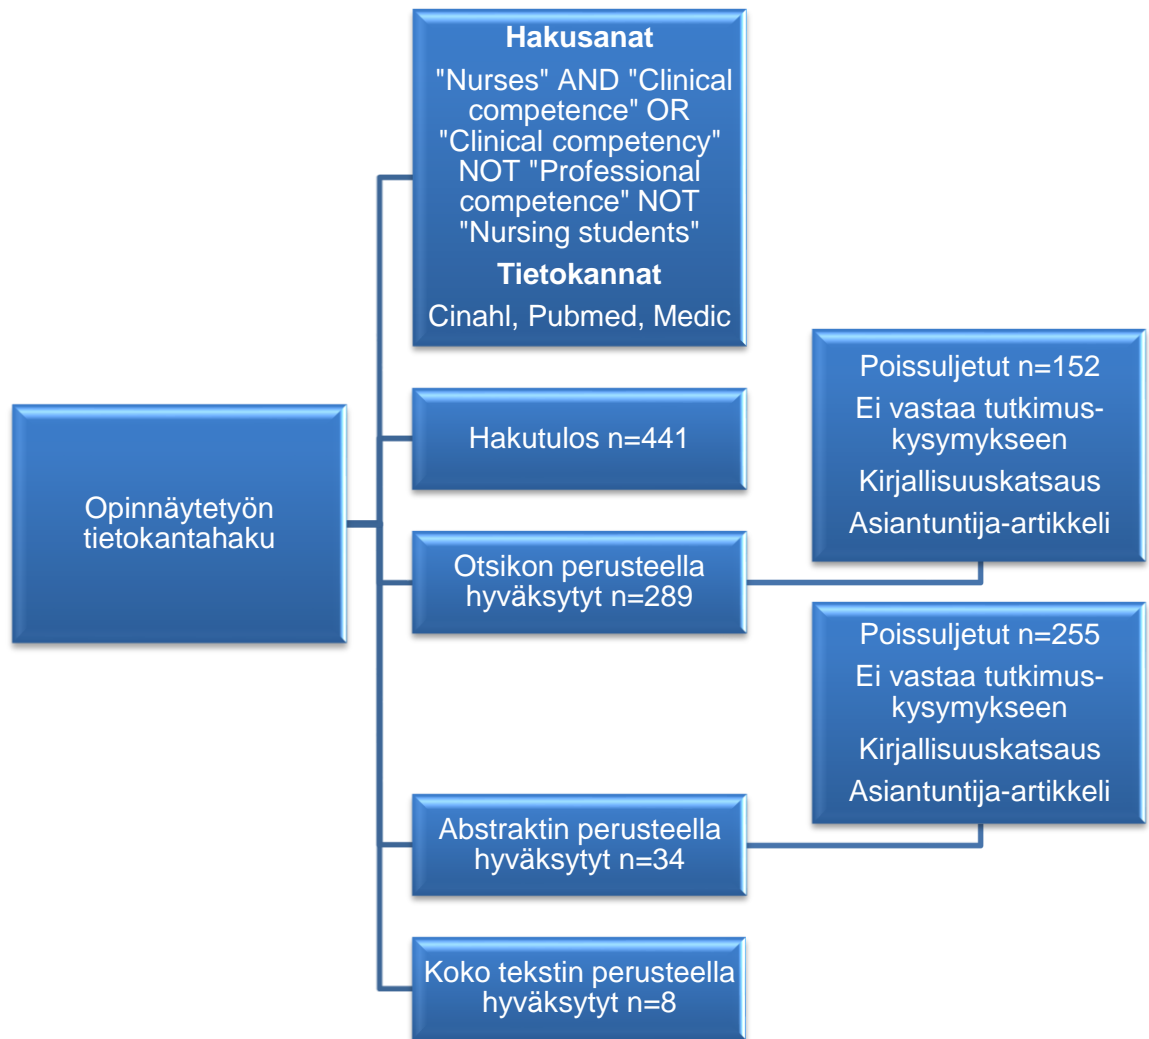 Hakusanat
"Nurses" AND "Clinical
competence" OR
"Clinical competency"
NOT "Professional
competence" NOT
"Nursing students"
Tietokannat
Cinahl, Pubmed, Medic
Opinnäytetyön
tietokantahaku
Hakutulos n=441
Otsikon perusteella
hyväksytyt n=289
Poissuljetut n=152
Ei vastaa tutkimus-
kysymykseen
Kirjallisuuskatsaus
Asiantuntija-artikkeli
Abstraktin perusteella
hyväksytyt n=34
Poissuljetut n=255
Ei vastaa tutkimus-
kysymykseen
Kirjallisuuskatsaus
Asiantuntija-artikkeli
Koko tekstin perusteella
hyväksytyt n=8